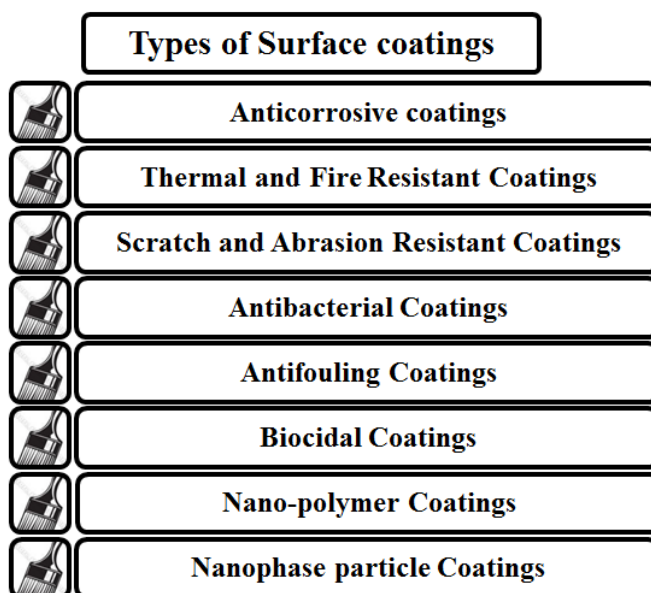 Types of Surface coatings
Anticorrosive coatings
Thermal and Fire Resistant Coatings
Scratch and Abrasion Resistant Coatings
Antibacterial Coatings
Antifouling Coatings
Biocidal Coatings
Nano-polymer Coatings
Nanophase particle Coatings